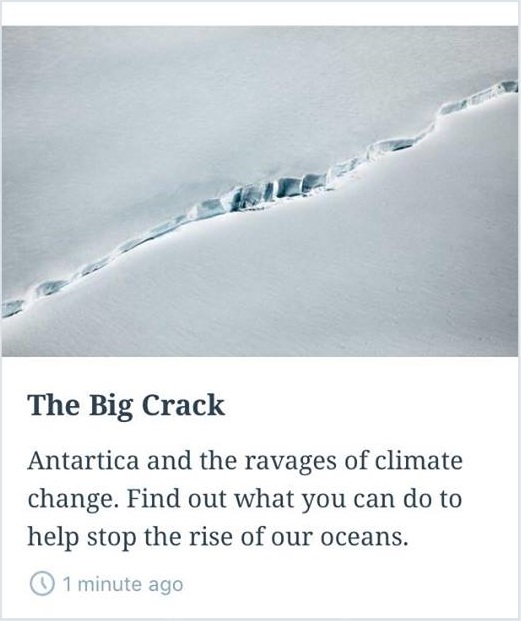 The Big Crack
Antartica and the ravages of climate
change. Find out what you can do to
help stop the rise of our oceans.
1 minute ago